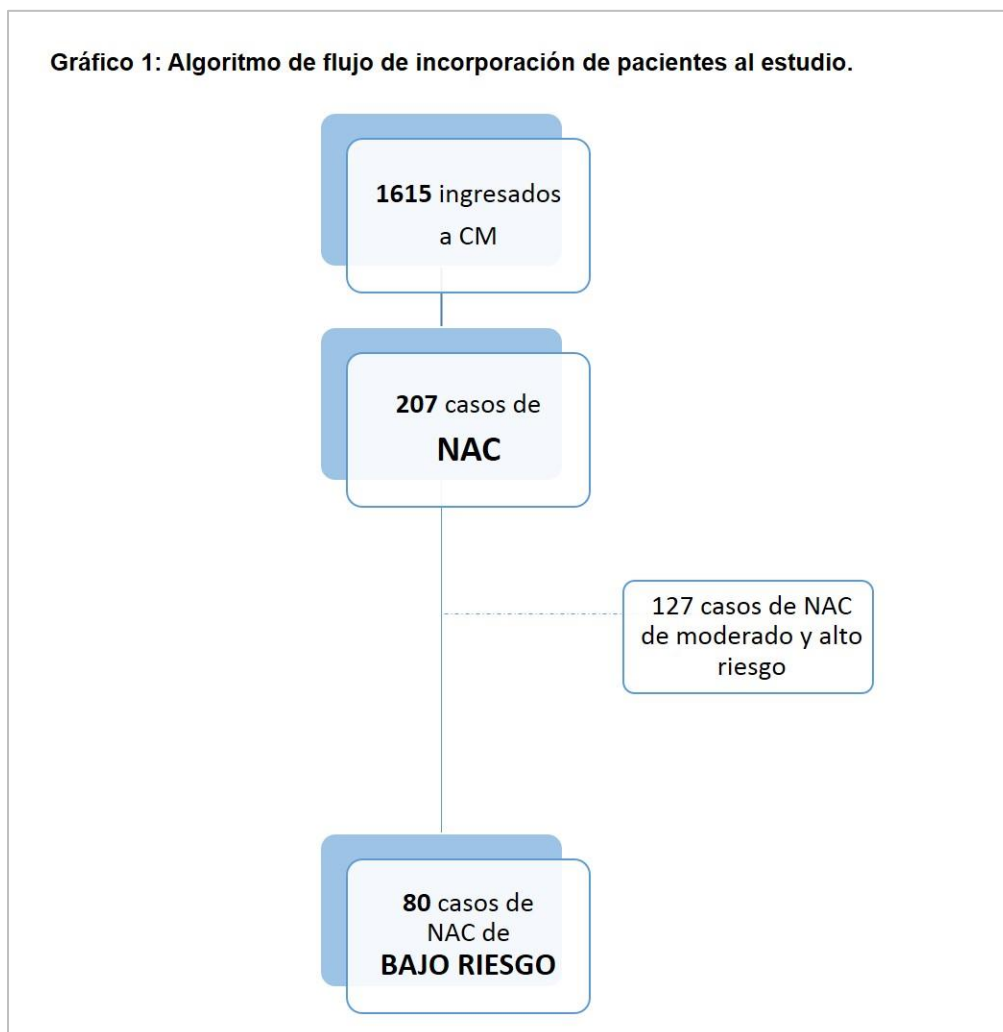 Gráfico 1: Algoritmo de flujo de incorporación de pacientes al estudio.
1615 ingresados
a CM
207 casos de
NAC
127 casos de NAC
de moderado y alto
riesgo
80 casos de
NAC de
BAJO RIESGO